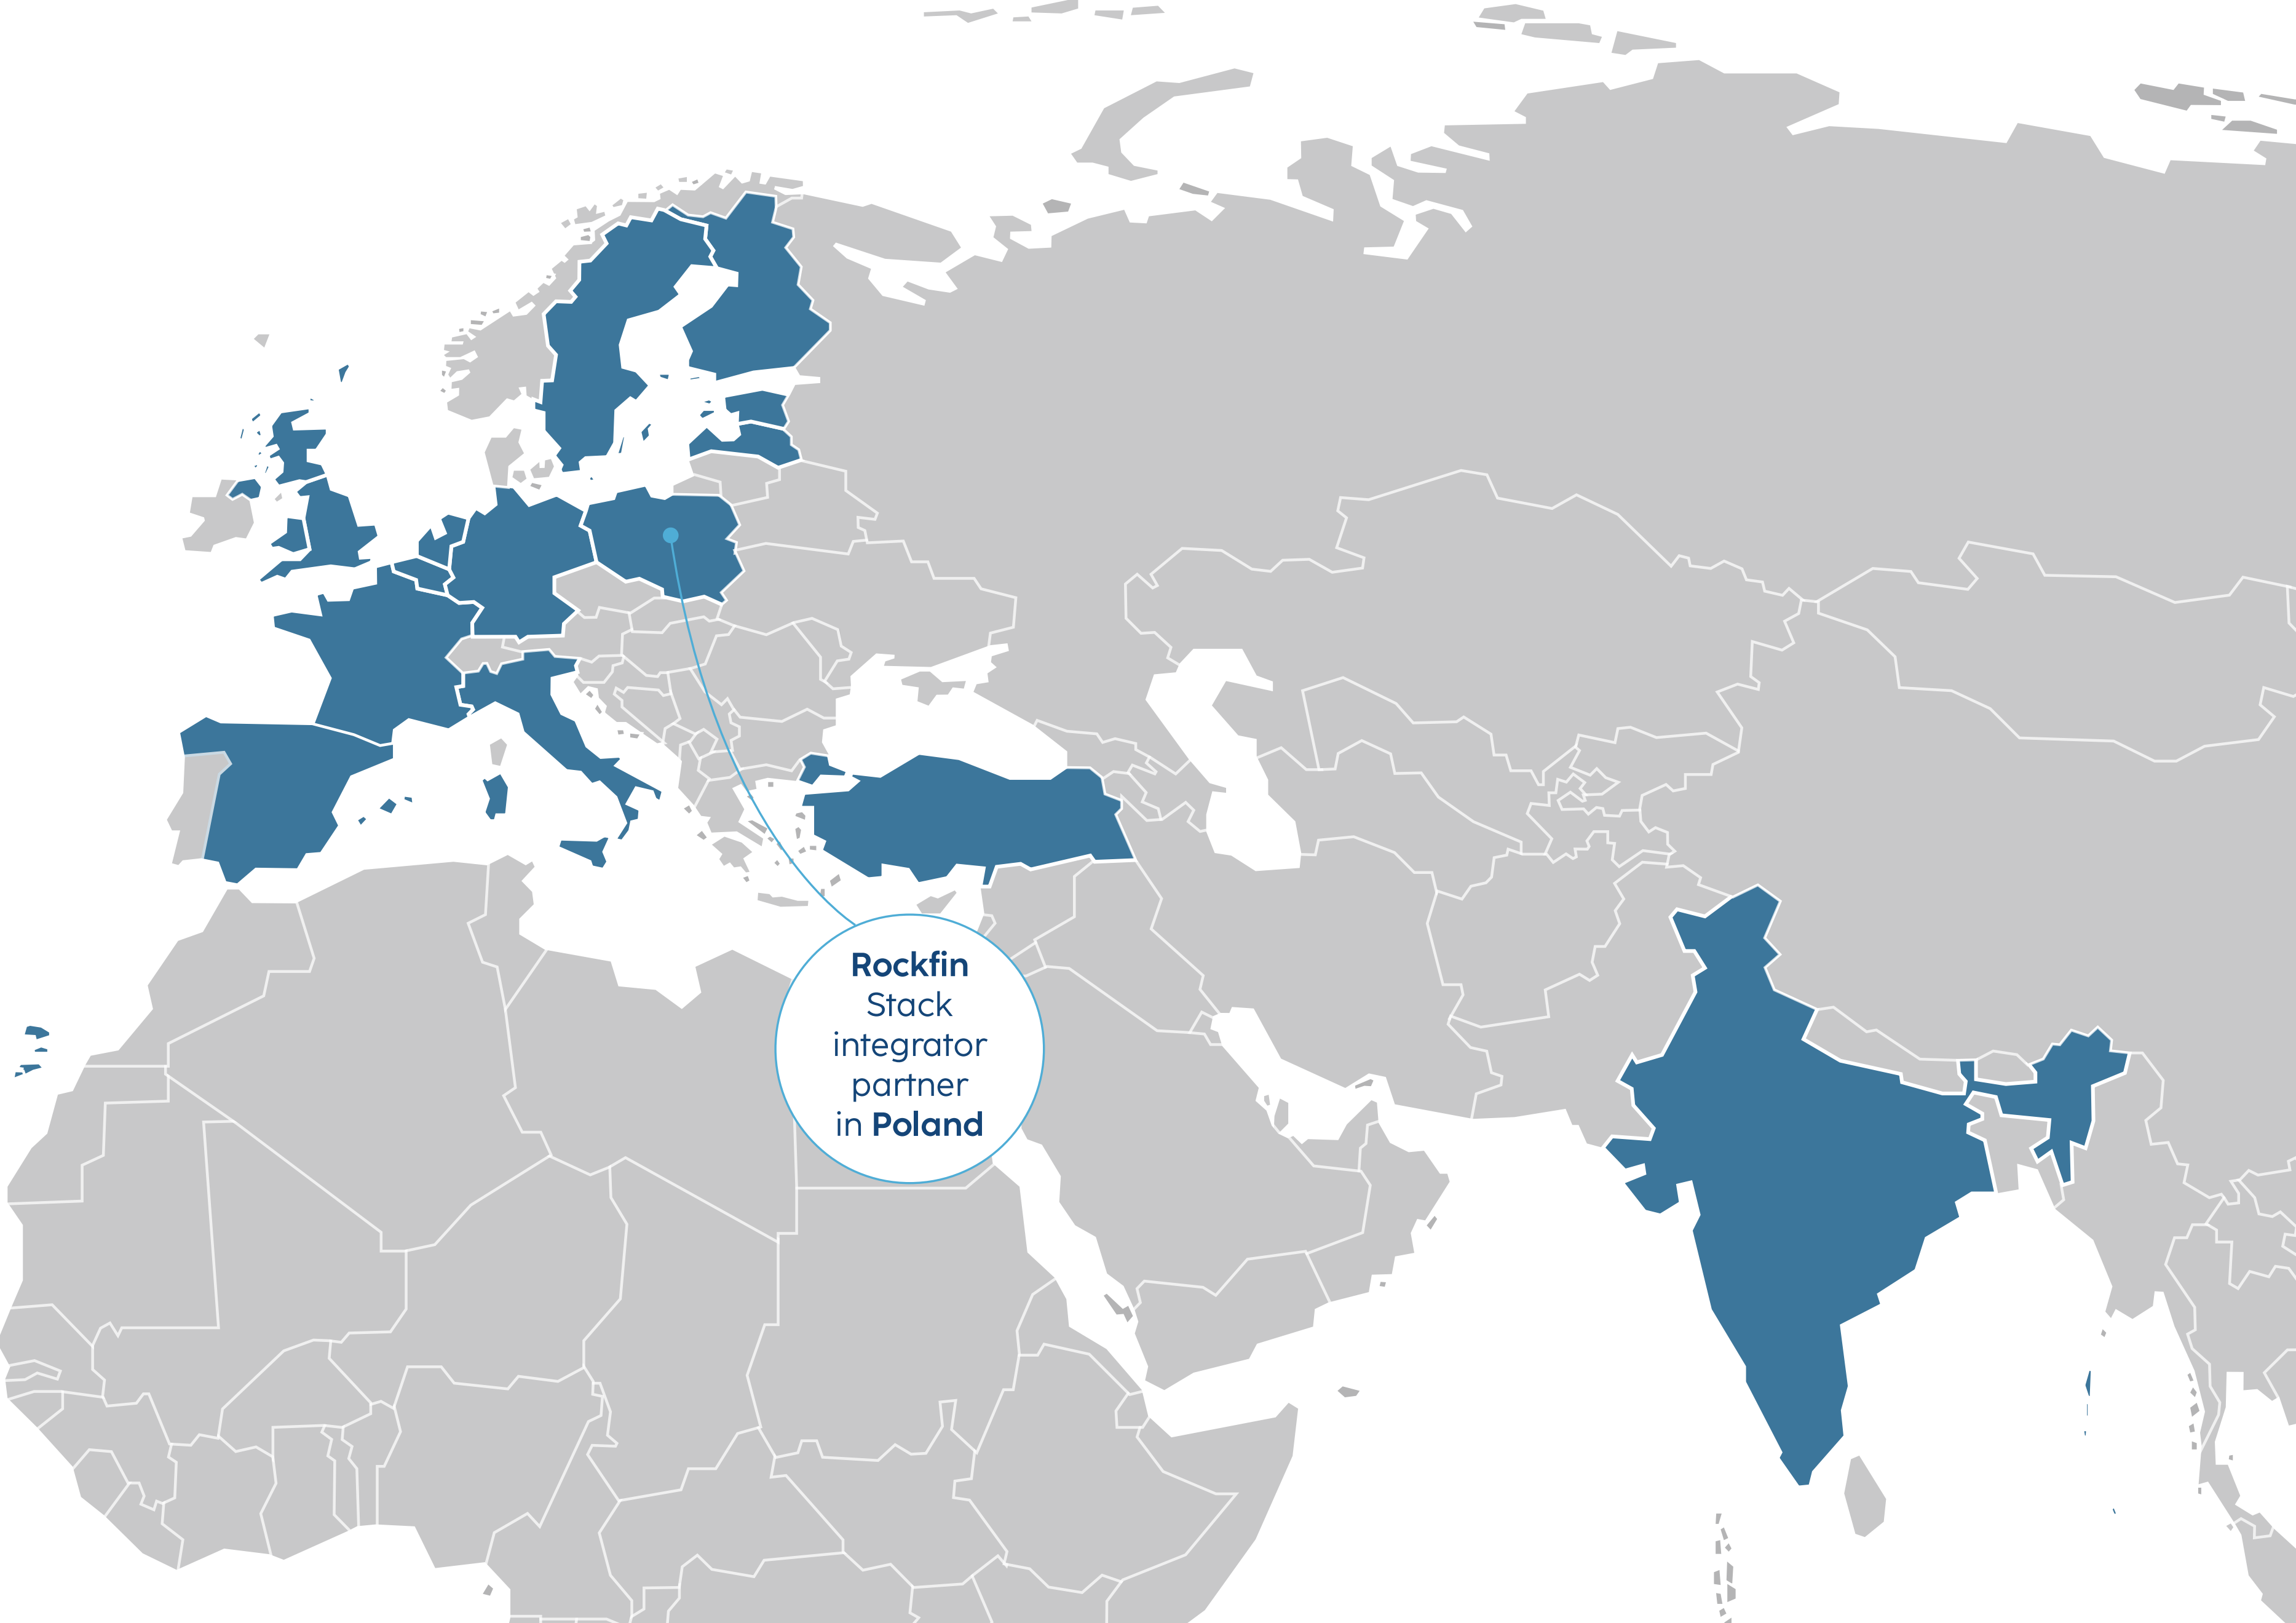 Rockfin
Stack
integrator
partner
in Poland